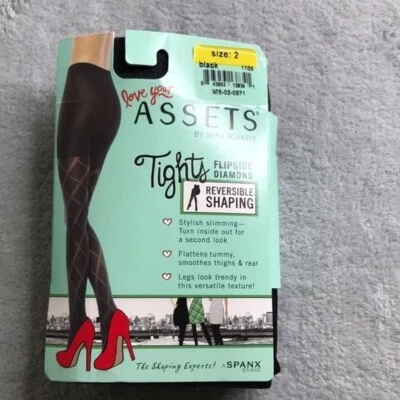 size: 2
black 1156
love your
ASSETS®
BY SARA BLAKELY
Tights FLIPSIDE
DIAMOND
REVERSIBLE
SHAPING
Stylish slimming—
Turn inside out for
a second look
Flattens tummy,
smoothes thighs & rear
Legs look trendy in
this versatile texture!
The Shaping Experts!
A SPANX
BRAND